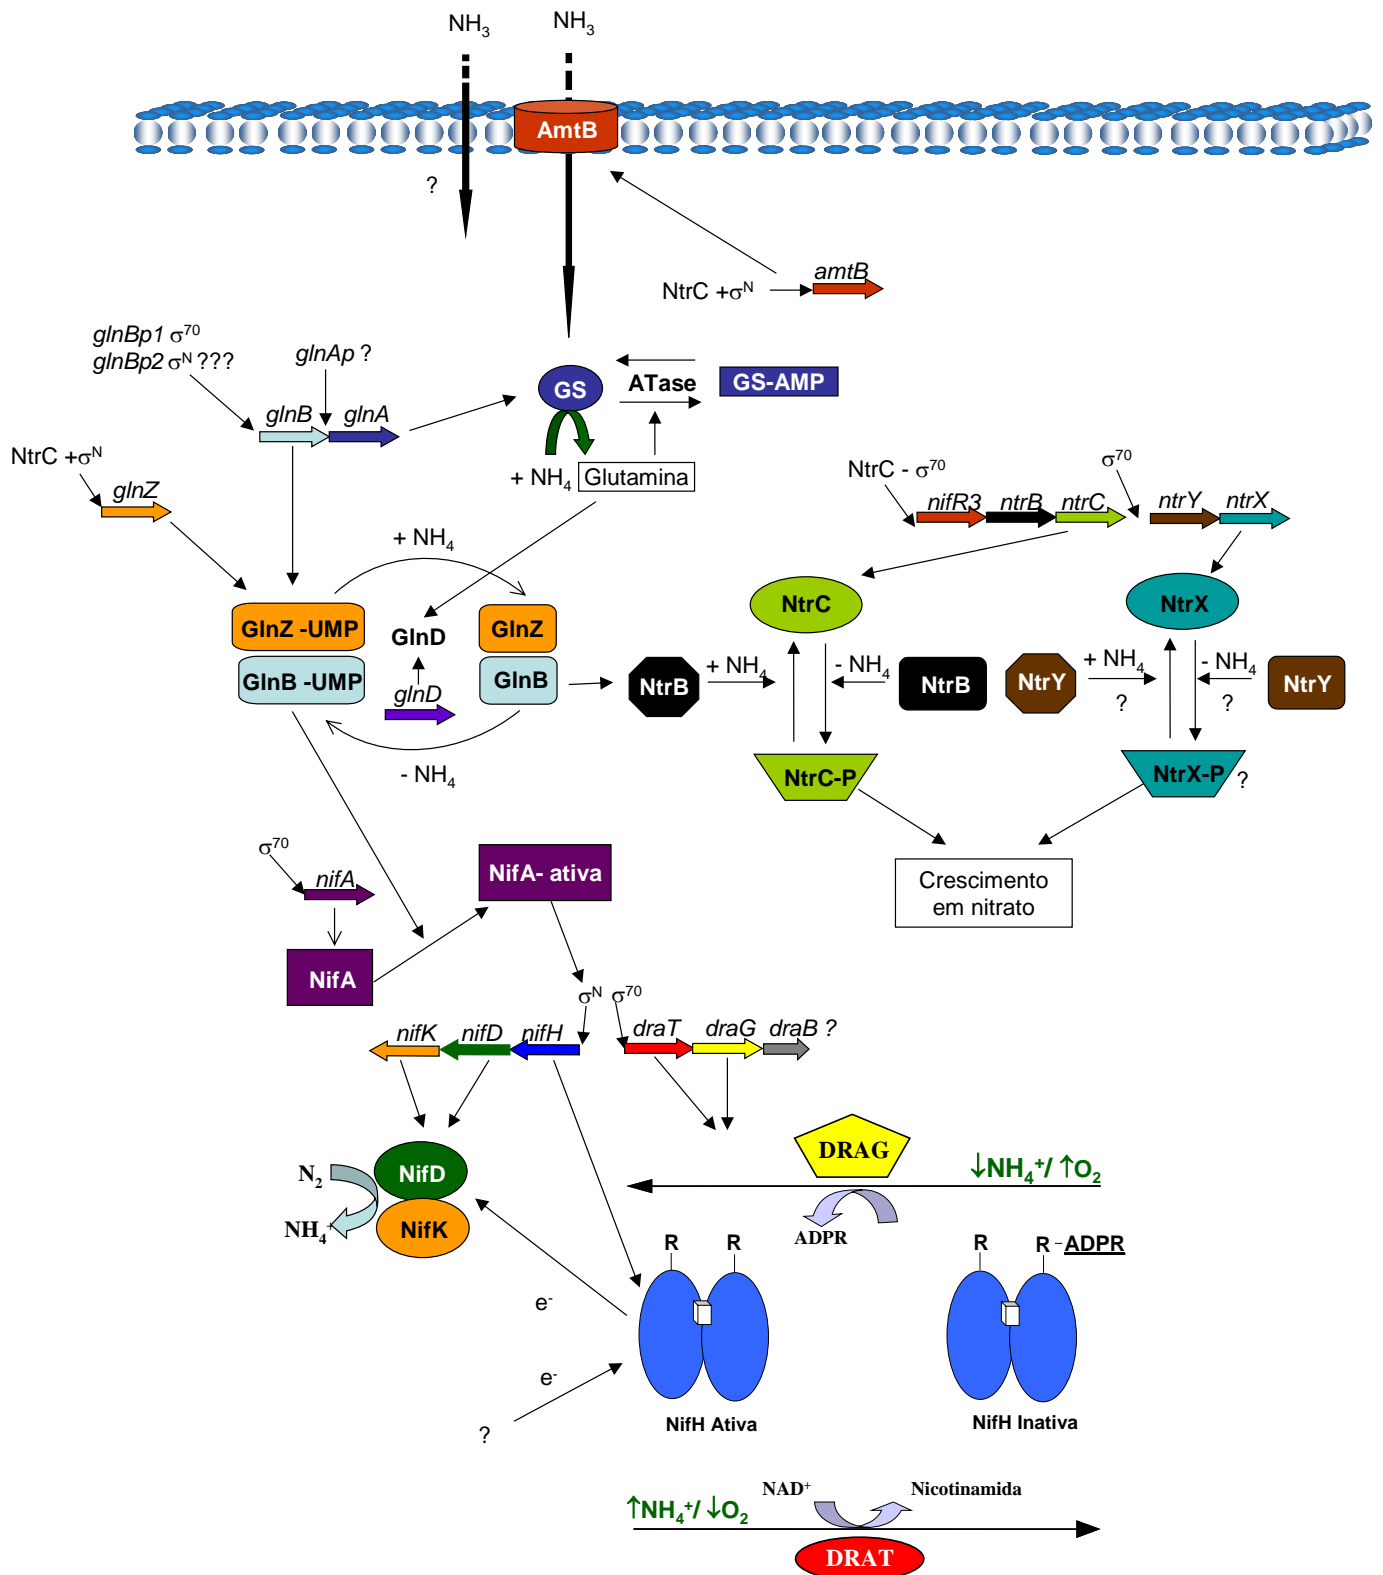 NH₃
NH₃
AmtB
?
amtB
NtrC +σᴺ
glnBp1 σ⁷⁰
glnBp2 σᴺ ???
glnAp ?
glnB
glnA
GS
ATase
GS-AMP
+ NH₄
Glutamina
NtrC +σᴺ
glnZ
NtrC - σ⁷⁰
σ⁷⁰
nifR3
ntrB
ntrC
ntrY
ntrX
+ NH₄
GlnZ -UMP
GlnB -UMP
GlnD
glnD
GlnZ
GlnB
- NH₄
NtrC
NtrX
NtrB
+ NH₄
- NH₄
NtrB
NtrY
+ NH₄
?
- NH₄
?
NtrY
NtrC-P
NtrX-P
?
Crescimento
em nitrato
σ⁷⁰
nifA
NifA
NifA- ativa
σᴺ
σ⁷⁰
nifK
nifD
nifH
draT
draG
draB ?
N₂
NH₄⁺
NifD
NifK
DRAG
↓NH₄⁺/ ↑O₂
ADPR
R
R
R
R
-ADPR
e⁻
e⁻
?
NifH Ativa
NifH Inativa
↑NH₄⁺/ ↓O₂
NAD⁺
Nicotinamida
DRAT